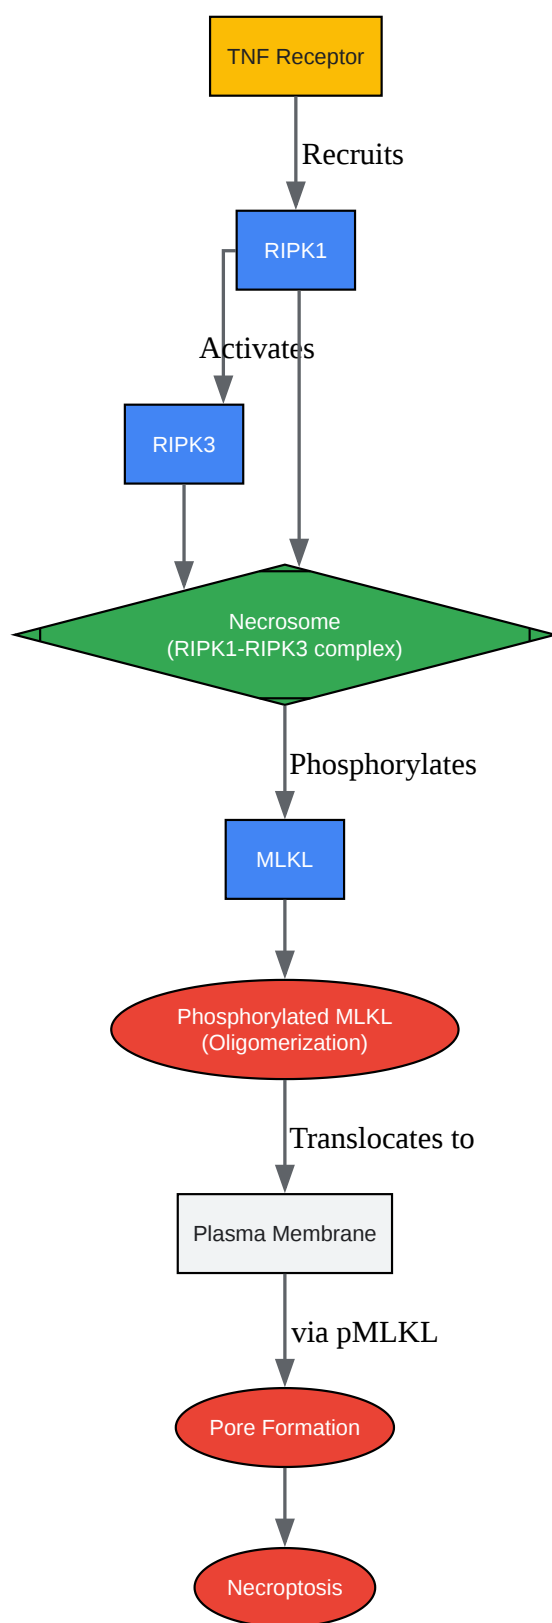 TNF Receptor
Recruits
RIPK1
Activates
RIPK3
Necrosome
(RIPK1-RIPK3 complex)
Phosphorylates
MLKL
Phosphorylated MLKL
(Oligomerization)
Translocates to
Plasma Membrane
via pMLKL
Pore Formation
Necroptosis